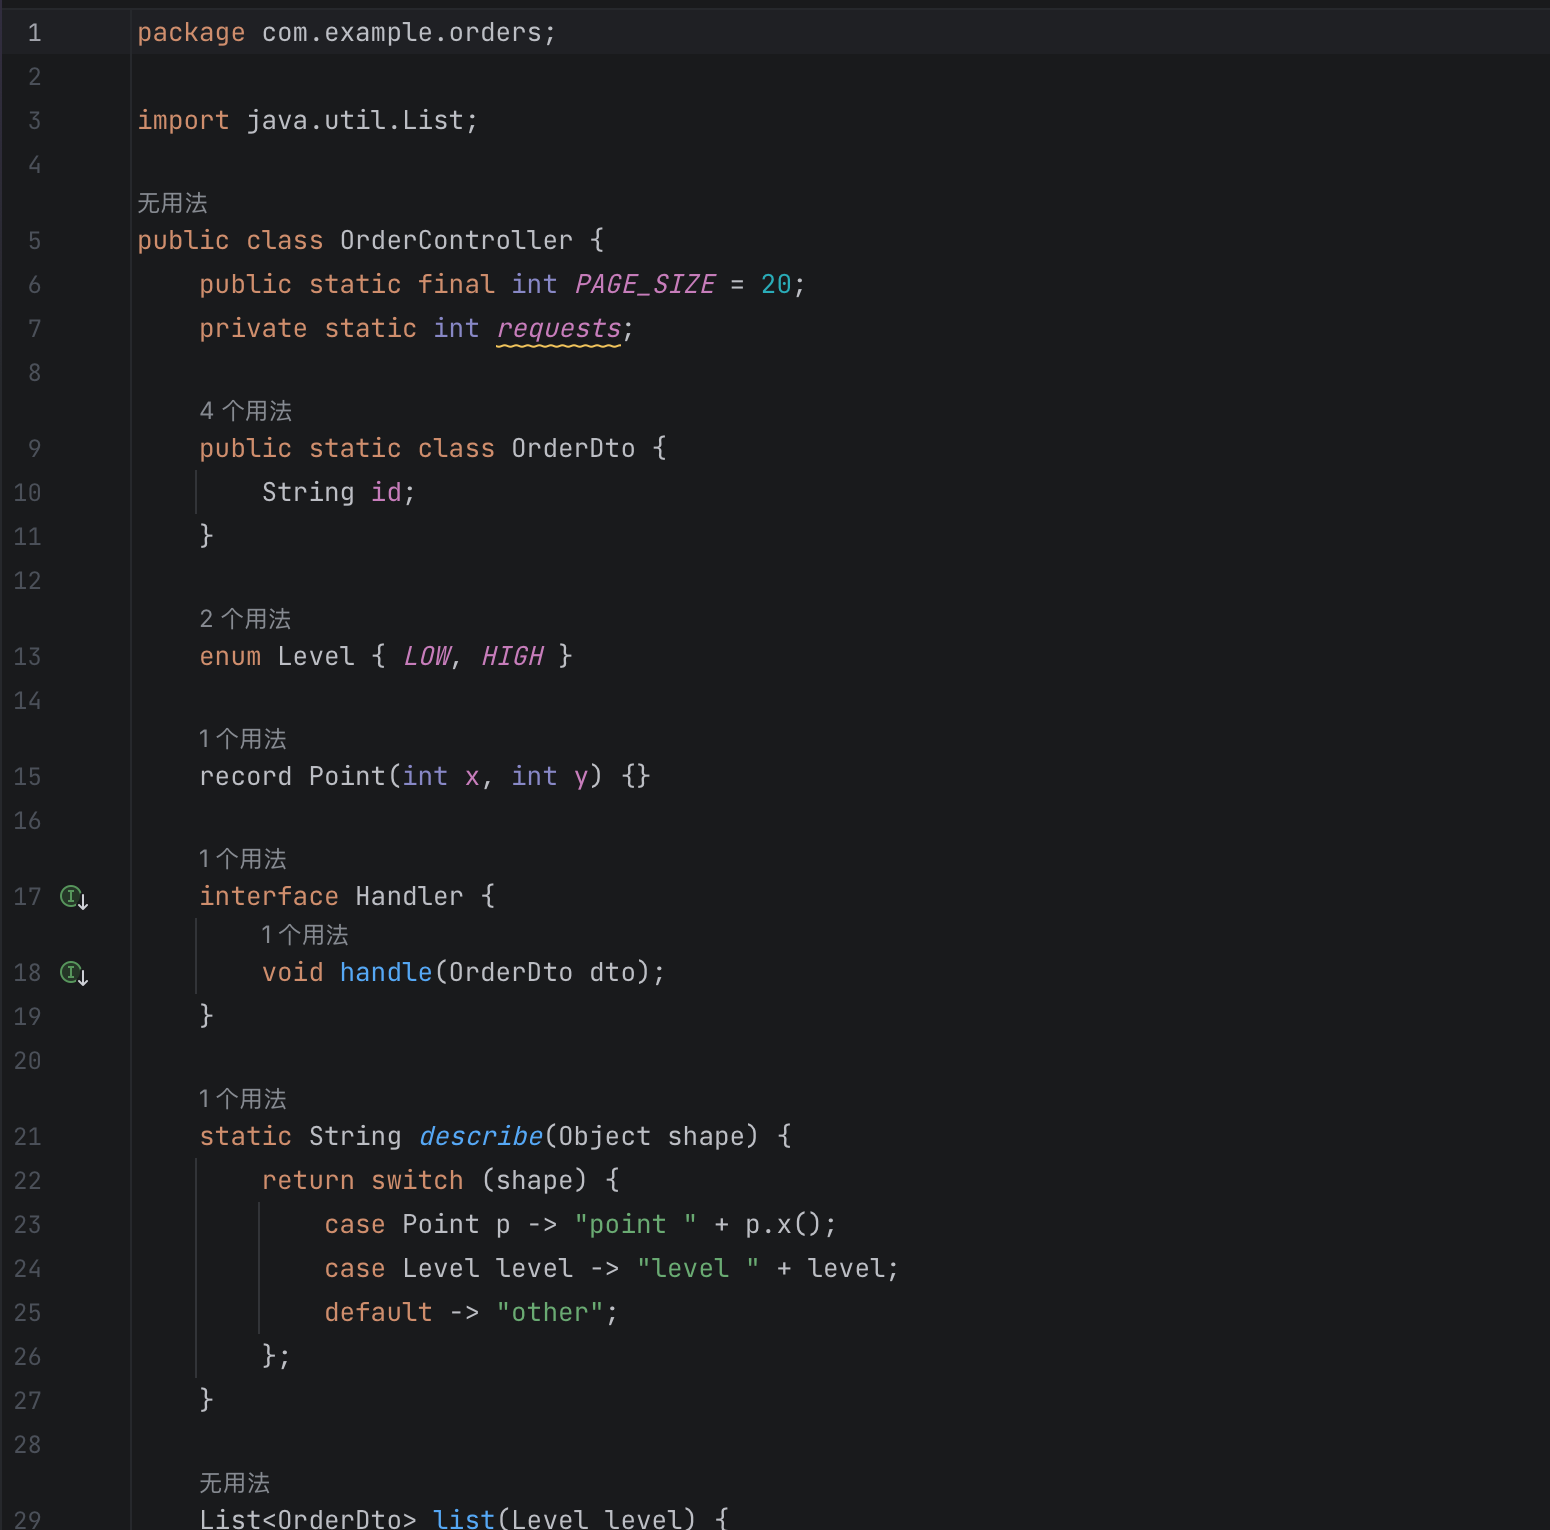 1 package com.example.orders;
2
3 import java.util.List;
4
无用法
5 public class OrderController {
6     public static final int PAGE_SIZE = 20;
7     private static int requests;
8
    4 个用法
9     public static class OrderDto {
10         String id;
11     }
12
    2 个用法
13     enum Level { LOW, HIGH }
14
    1 个用法
15     record Point(int x, int y) {}
16
    1 个用法
17     interface Handler {
        1 个用法
18         void handle(OrderDto dto);
19     }
20
    1 个用法
21     static String describe(Object shape) {
22         return switch (shape) {
23             case Point p -> "point " + p.x();
24             case Level level -> "level " + level;
25             default -> "other";
26         };
27     }
28
    无用法
29     List<OrderDto> list(Level level) {